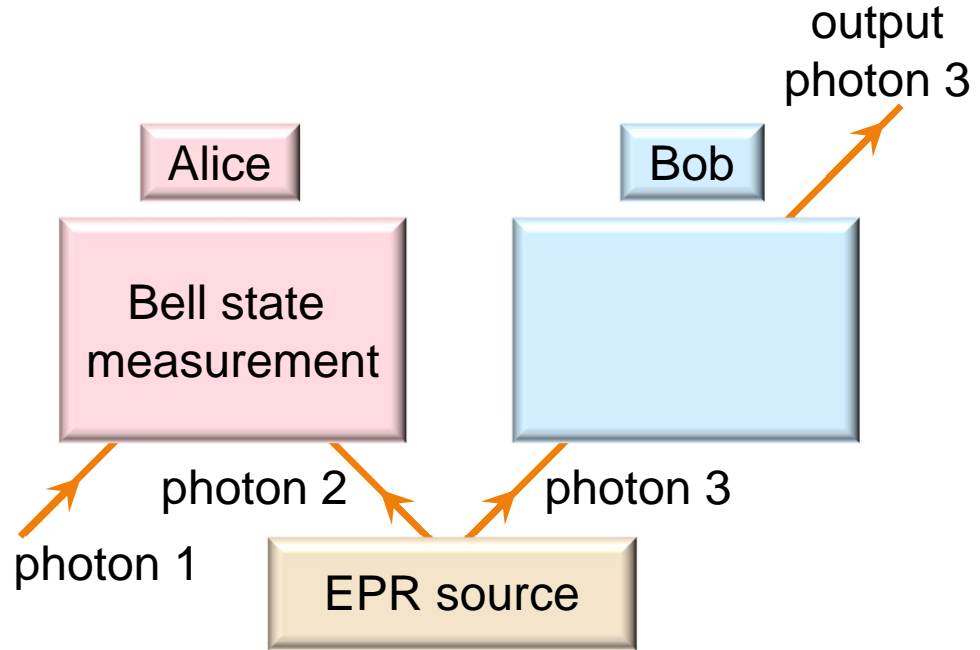 output
photon 3
Alice
Bob
Bell state
measurement
photon 2
photon 3
photon 1
EPR source